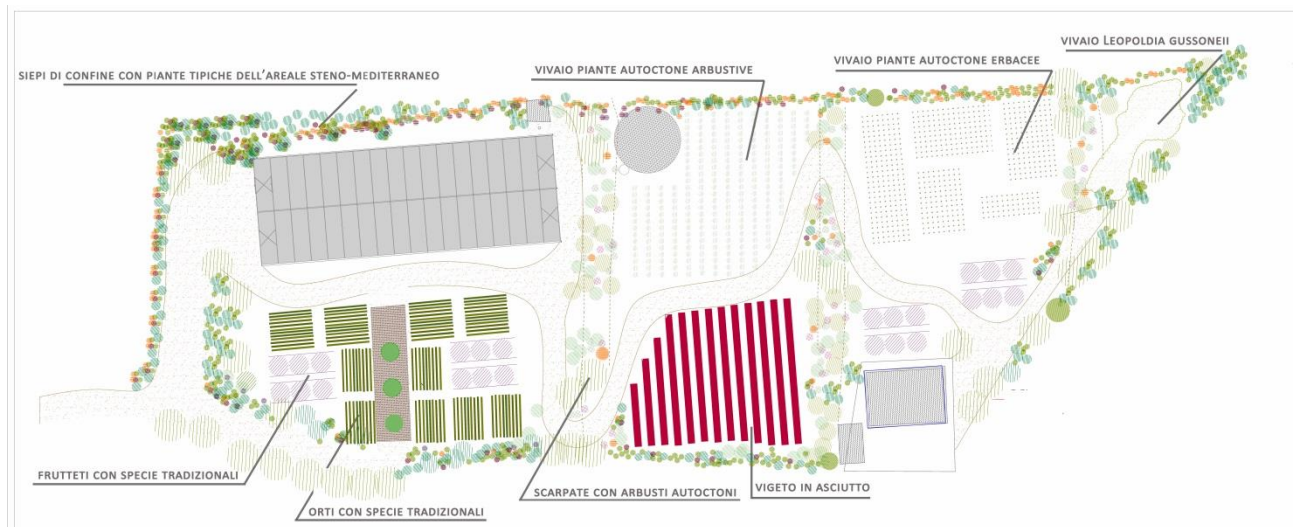 VIVAIO LEOPOLDIA GUSSONEII
VIVAIO PIANTE AUTOCTONE ERBACEE
VIVAIO PIANTE AUTOCTONE ARBUSTIVE
SIEPI DI CONFINE CON PIANTE TIPICHE DELL'AREALE STENO-MEDITERRANEO
FRUTTETI CON SPECIE TRADIZIONALI
SCARPATE CON ARBUSTI AUTOCTONI
VIGETO IN ASCIUTTO
ORTI CON SPECIE TRADIZIONALI